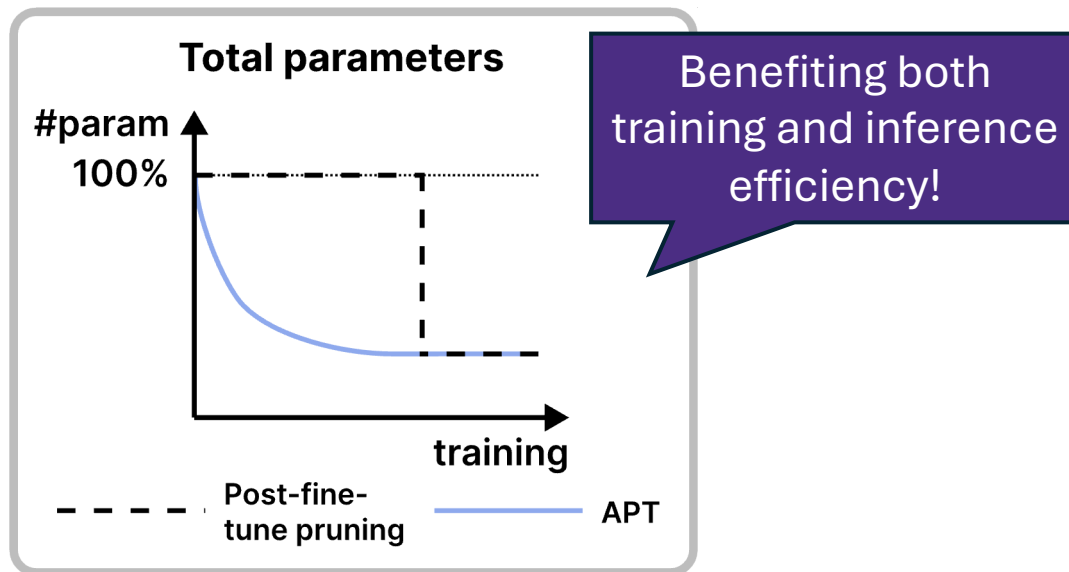 Total parameters
#param
100%
training
Post-fine-
tune pruning
APT
Benefiting both
training and inference
efficiency!